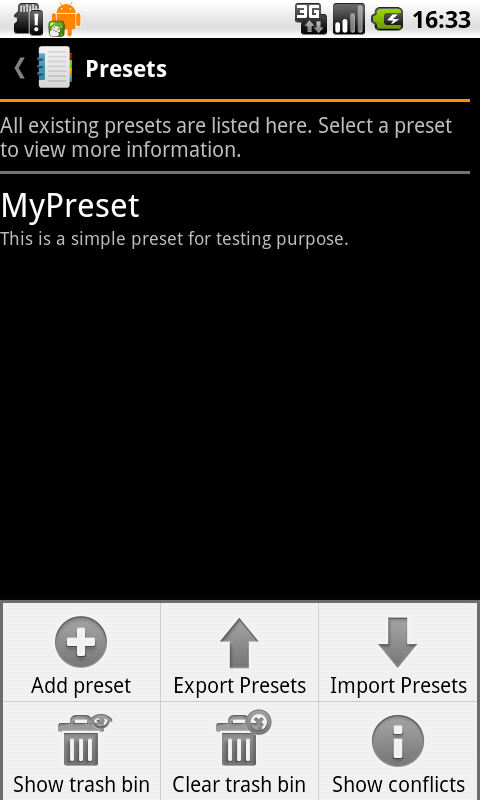 3G 16:33
Presets
All existing presets are listed here. Select a preset
to view more information.
MyPreset
This is a simple preset for testing purpose.
Add preset Export Presets Import Presets
Show trash bin Clear trash bin Show conflicts